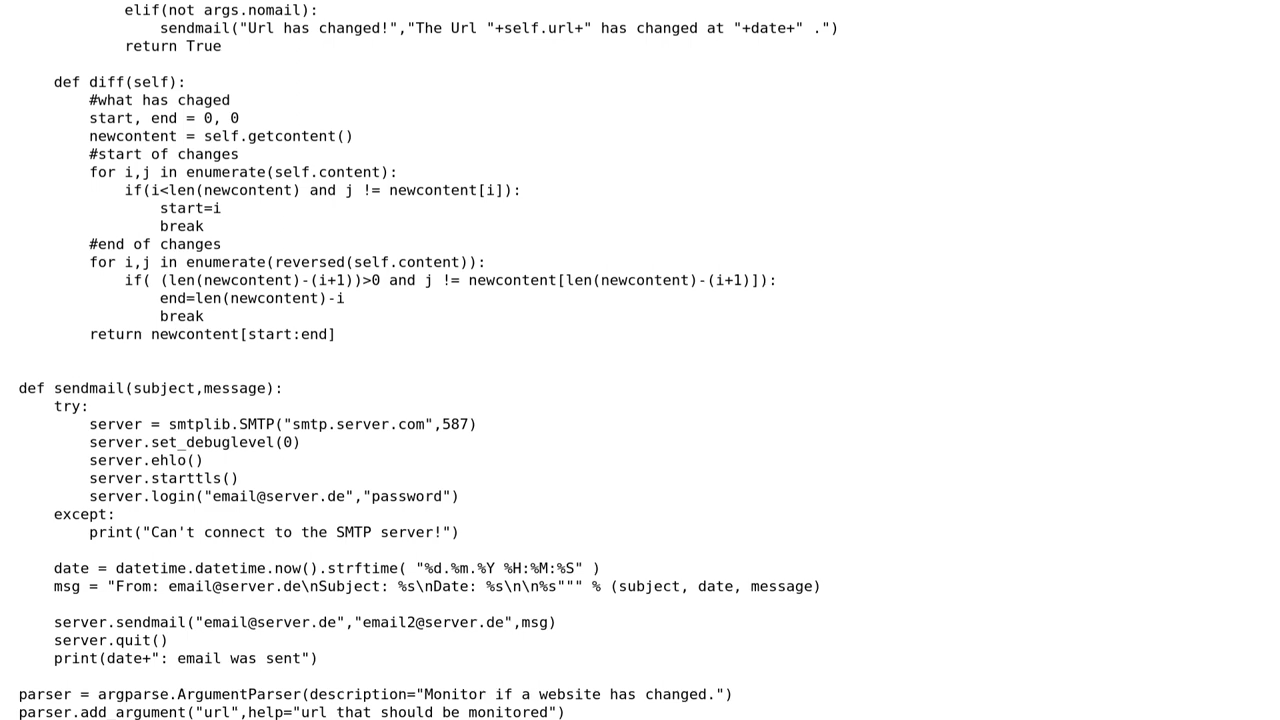 elif(not args.nomail):
                sendmail("Url has changed!","The Url "+self.url+" has changed at "+date+" .")
            return True

    def diff(self):
        #what has chaged
        start, end = 0, 0
        newcontent = self.getcontent()
        #start of changes
        for i,j in enumerate(self.content):
            if(i<len(newcontent) and j != newcontent[i]):
                start=i
                break
        #end of changes
        for i,j in enumerate(reversed(self.content)):
            if( (len(newcontent)-(i+1))>0 and j != newcontent[len(newcontent)-(i+1)]):
                end=len(newcontent)-i
                break
        return newcontent[start:end]


def sendmail(subject,message):
    try:
        server = smtplib.SMTP("smtp.server.com",587)
        server.set_debuglevel(0)
        server.ehlo()
        server.starttls()
        server.login("email@server.de","password")
    except:
        print("Can't connect to the SMTP server!")

    date = datetime.datetime.now().strftime( "%d.%m.%Y %H:%M:%S" )
    msg = "From: email@server.de\nSubject: %s\nDate: %s\n\n%s""" % (subject, date, message)

    server.sendmail("email@server.de","email2@server.de",msg)
    server.quit()
    print(date+": email was sent")

parser = argparse.ArgumentParser(description="Monitor if a website has changed.")
parser.add_argument("url",help="url that should be monitored")